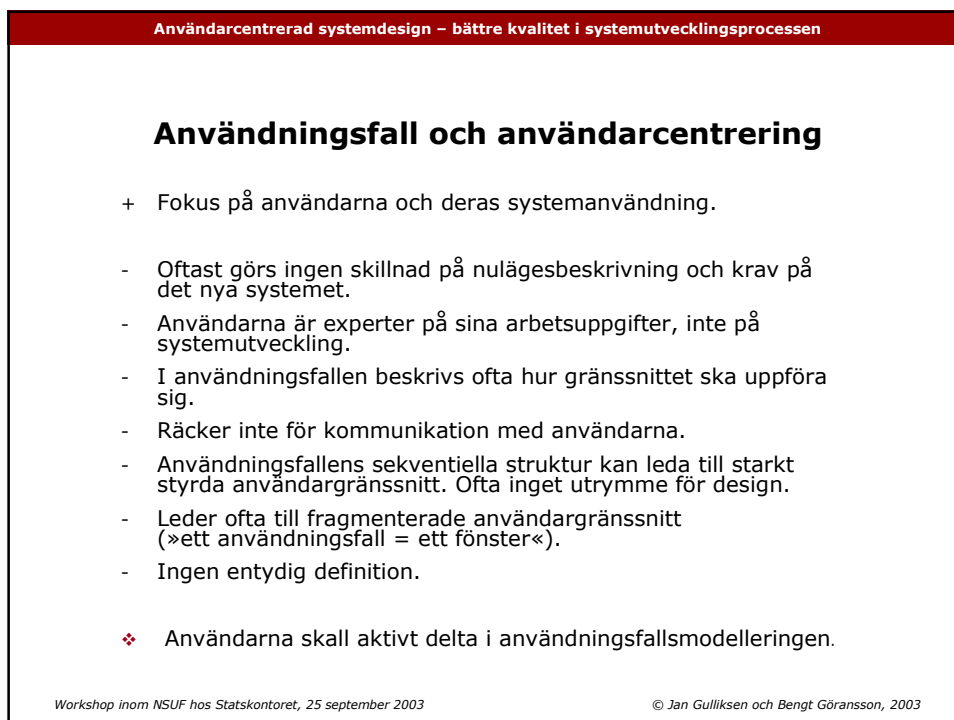 Användarcentrerad systemdesign – bättre kvalitet i systemutvecklingsprocessen
Användningsfall och användarcentrering
+ Fokus på användarna och deras systemanvändning.
- Oftast görs ingen skillnad på nulägesbeskrivning och krav på
det nya systemet.
- Användarna är experter på sina arbetsuppgifter, inte på
systemutveckling.
- I användningsfallen beskrivs ofta hur gränssnittet ska uppföra
sig.
- Räcker inte för kommunikation med användarna.
- Användningsfallens sekventiella struktur kan leda till starkt
styrda användargränssnitt. Ofta inget utrymme för design.
- Leder ofta till fragmenterade användargränssnitt
(»ett användningsfall = ett fönster«).
- Ingen entydig definition.
❖ Användarna skall aktivt delta i användningsfallsmodelleringen.
Workshop inom NSUF hos Statskontoret, 25 september 2003
© Jan Gulliksen och Bengt Göransson, 2003